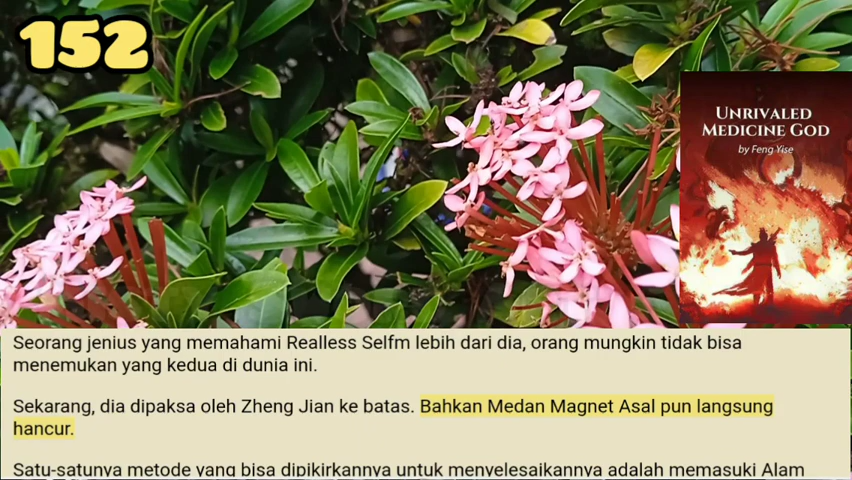 152
UNRIVALED
MEDICINE GOD
by Feng Yise
Seorang jenius yang memahami Realless Selfm lebih dari dia, orang mungkin tidak bisa
menemukan yang kedua di dunia ini.
Sekarang, dia dipaksa oleh Zheng Jian ke batas. Bahkan Medan Magnet Asal pun langsung
hancur.
Satu-satunya metode yang bisa dipikirkannya untuk menyelesaikannya adalah memasuki Alam